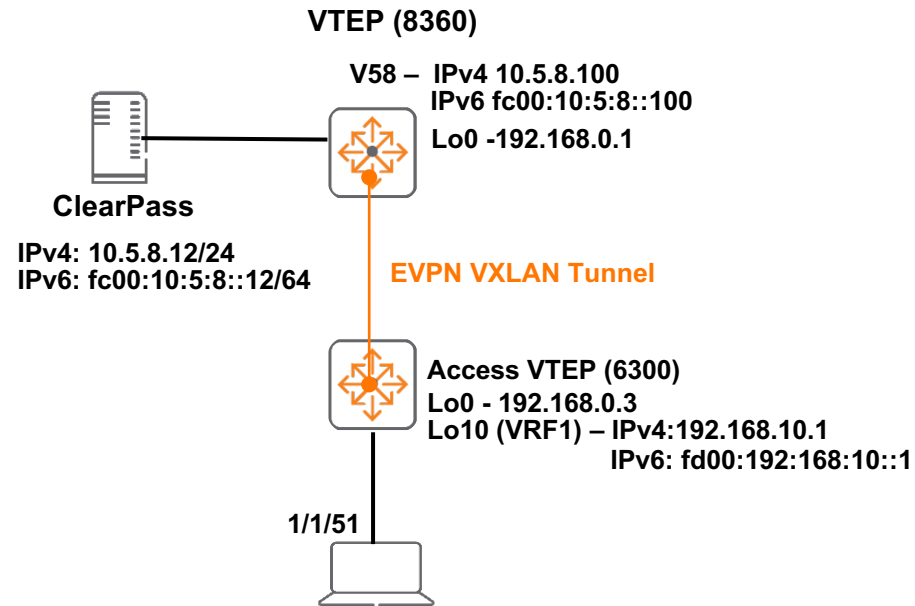 VTEP (8360)
V58 – IPv4 10.5.8.100
IPv6 fc00:10:5:8::100
Lo0 -192.168.0.1
ClearPass
IPv4: 10.5.8.12/24
IPv6: fc00:10:5:8::12/64
EVPN VXLAN Tunnel
Access VTEP (6300)
Lo0 - 192.168.0.3
Lo10 (VRF1) – IPv4:192.168.10.1
IPv6: fd00:192:168:10::1
1/1/51